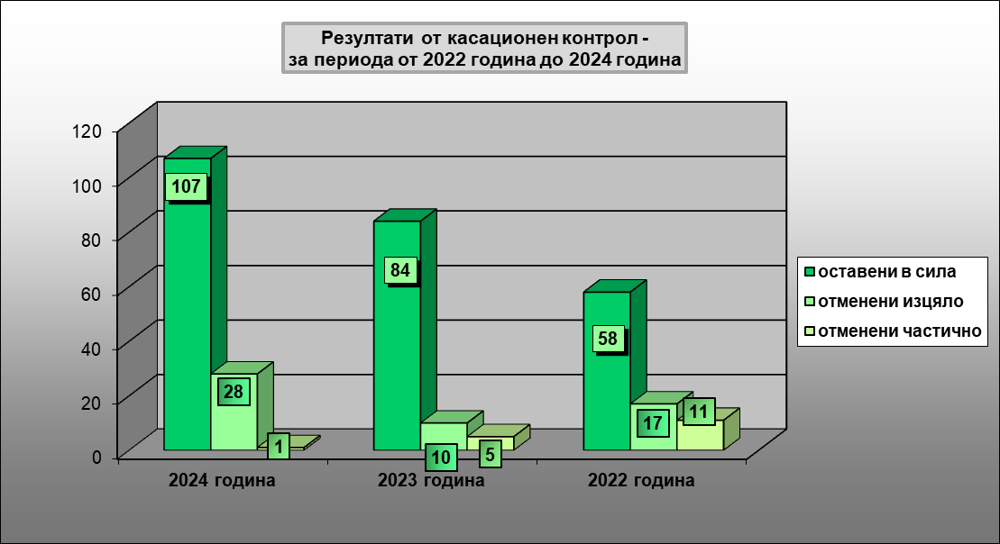 Резултати от касационен контрол -
за периода от 2022 година до 2024 година
120
100
80
60
40
20
0
107
28
1
84
10
5
58
17
11
2024 година
2023 година
2022 година
оставени в сила
отменени изцяло
отменени частично